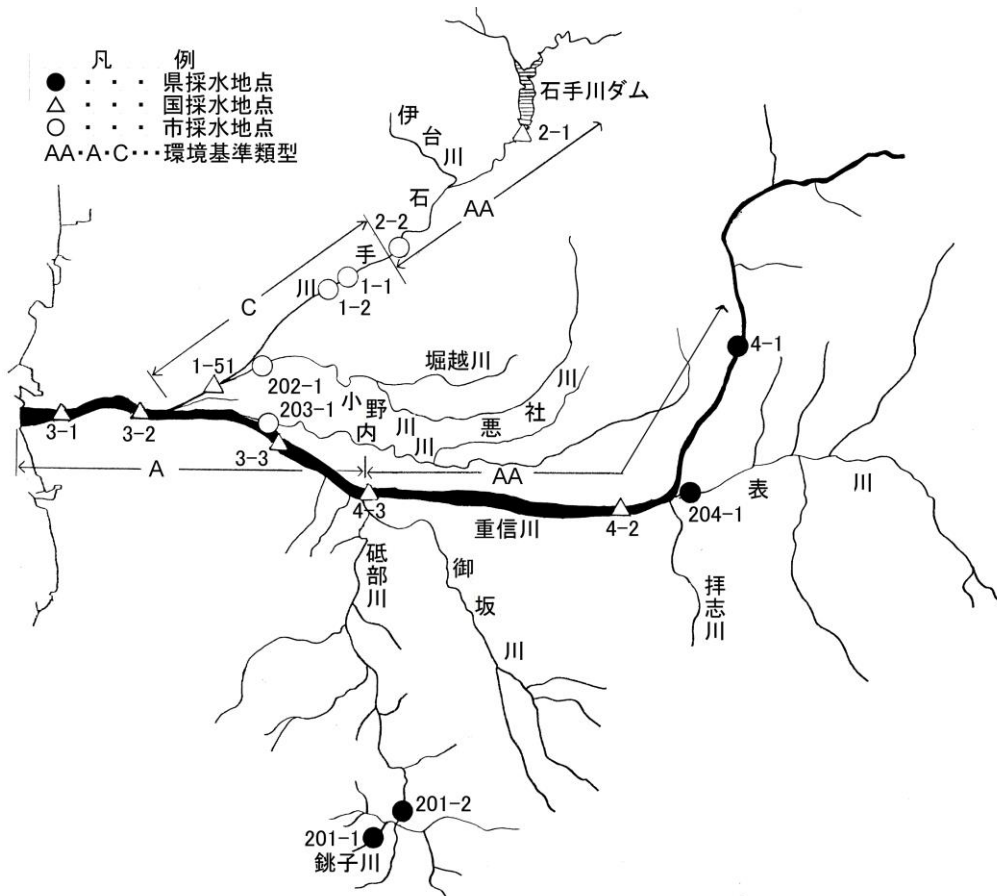 凡 例
● ・・・ 県採水地点
△ ・・・ 国採水地点
○ ・・・ 市採水地点
AA・A・C・・・環境基準類型
石手川ダム
2-1
伊台川
石手川
AA
2-2
1-1
1-2
C
1-51
202-1
堀越川
小野川
悪社川
内川
203-1
3-1
3-2
3-3
A
AA
4-1
4-2
4-3
重信川
204-1
表川
拝志川
砥部川
御坂川
201-2
201-1
銚子川